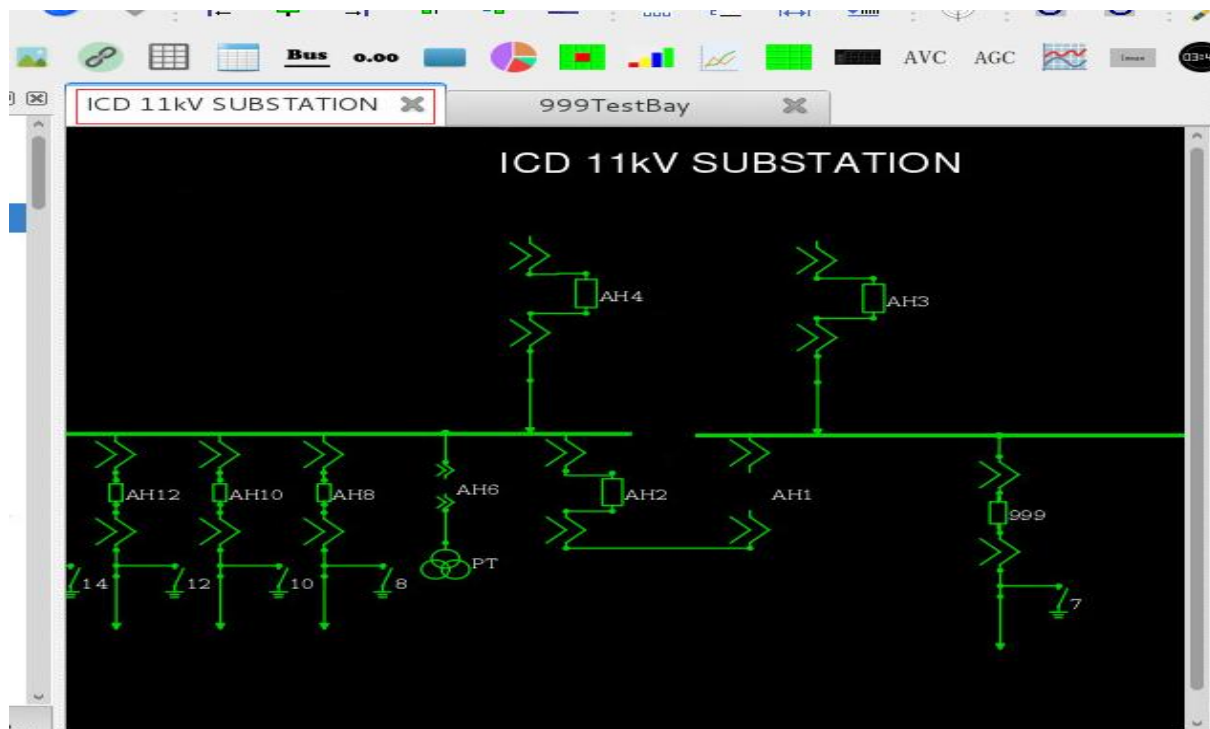 Bus 0.00 AVC AGC
ICD 11kV SUBSTATION 999TestBay
ICD 11kV SUBSTATION
AH4 AH3
AH12 AH10 AH8 AH6 AH2 AH1 999
PT
14 12 10 8 7